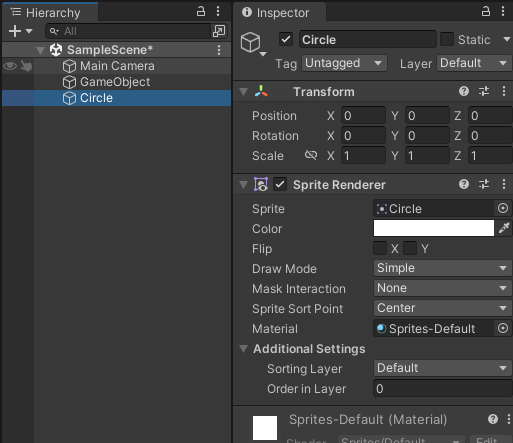 Hierarchy
All
SampleScene*
Main Camera
GameObject
Circle
Inspector
Circle
Static
Tag Untagged Layer Default
Transform
Position X 0 Y 0 Z 0
Rotation X 0 Y 0 Z 0
Scale X 1 Y 1 Z 1
Sprite Renderer
Sprite Circle
Color
Flip X Y
Draw Mode Simple
Mask Interaction None
Sprite Sort Point Center
Material Sprites-Default
Additional Settings
Sorting Layer Default
Order in Layer 0
Sprites-Default (Material)
Shader Sprites/Default Edit